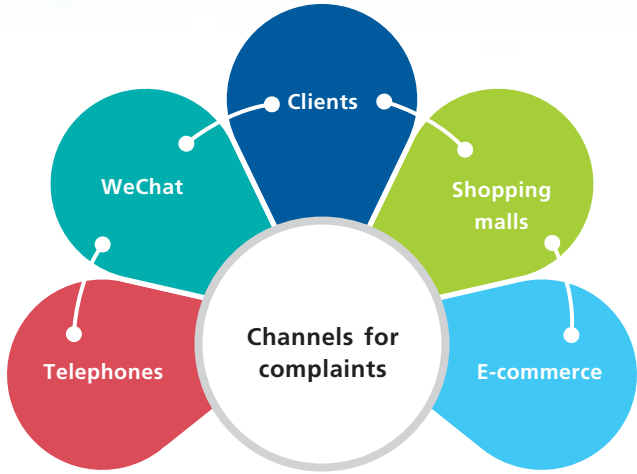 Clients
WeChat
Shopping
malls
Channels for
complaints
Telephones
E-commerce